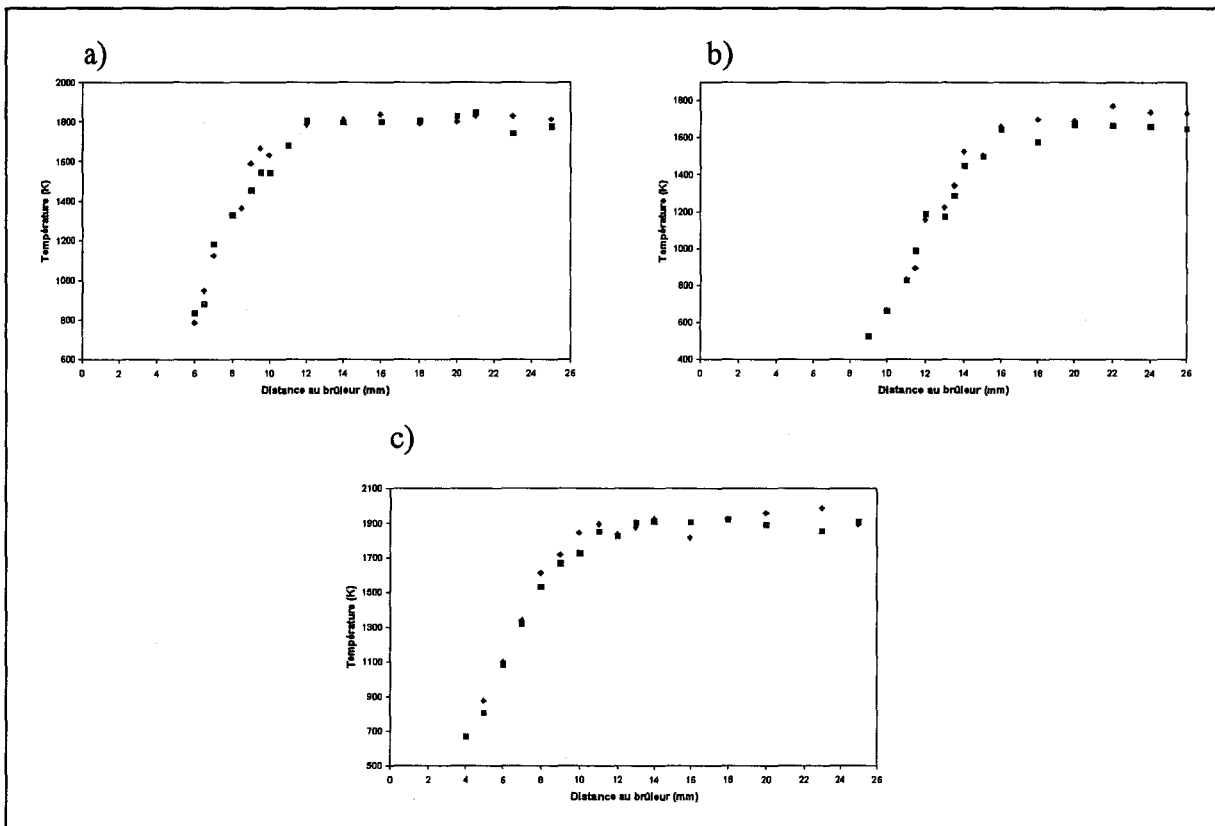 a)
2000
1800
1600
1400
1200
1000
800
600
Température (K)
0 2 4 6 8 10 12 14 16 18 20 22 24 26
Distance au brûleur (mm)
b)
1800
1600
1400
1200
1000
800
600
400
Température (K)
0 2 4 6 8 10 12 14 16 18 20 22 24 26
Distance au brûleur (mm)
c)
2100
1900
1700
1500
1300
1100
900
700
500
Température (K)
0 2 4 6 8 10 12 14 16 18 20 22 24 26
Distance au brûleur (mm)